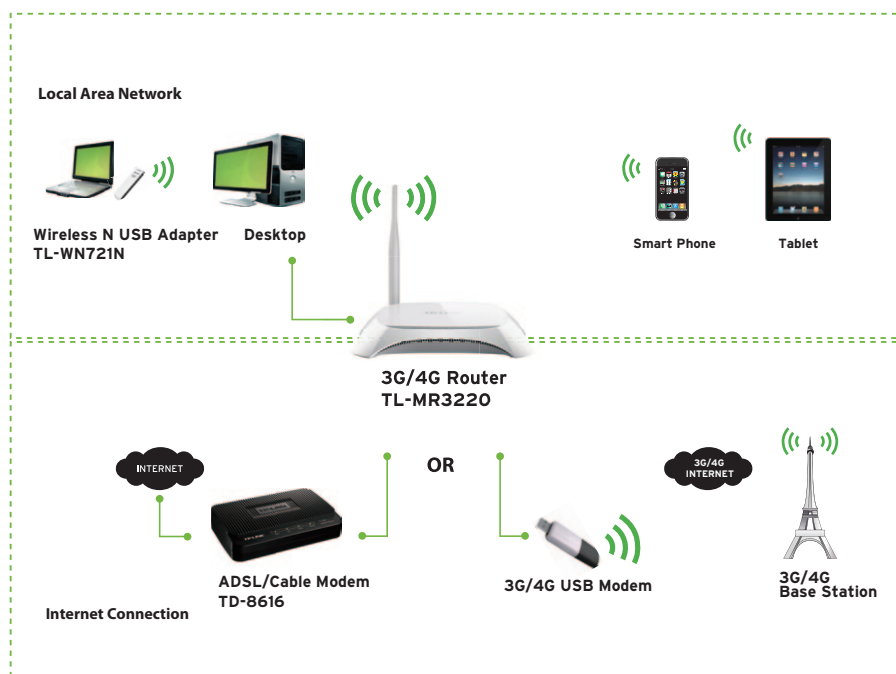 Local Area Network
Wireless N USB Adapter
TL-WN721N
Desktop
Smart Phone
Tablet
3G/4G Router
TL-MR3220
INTERNET
OR
3G/4G
INTERNET
ADSL/Cable Modem
TD-8616
3G/4G USB Modem
3G/4G
Base Station
Internet Connection